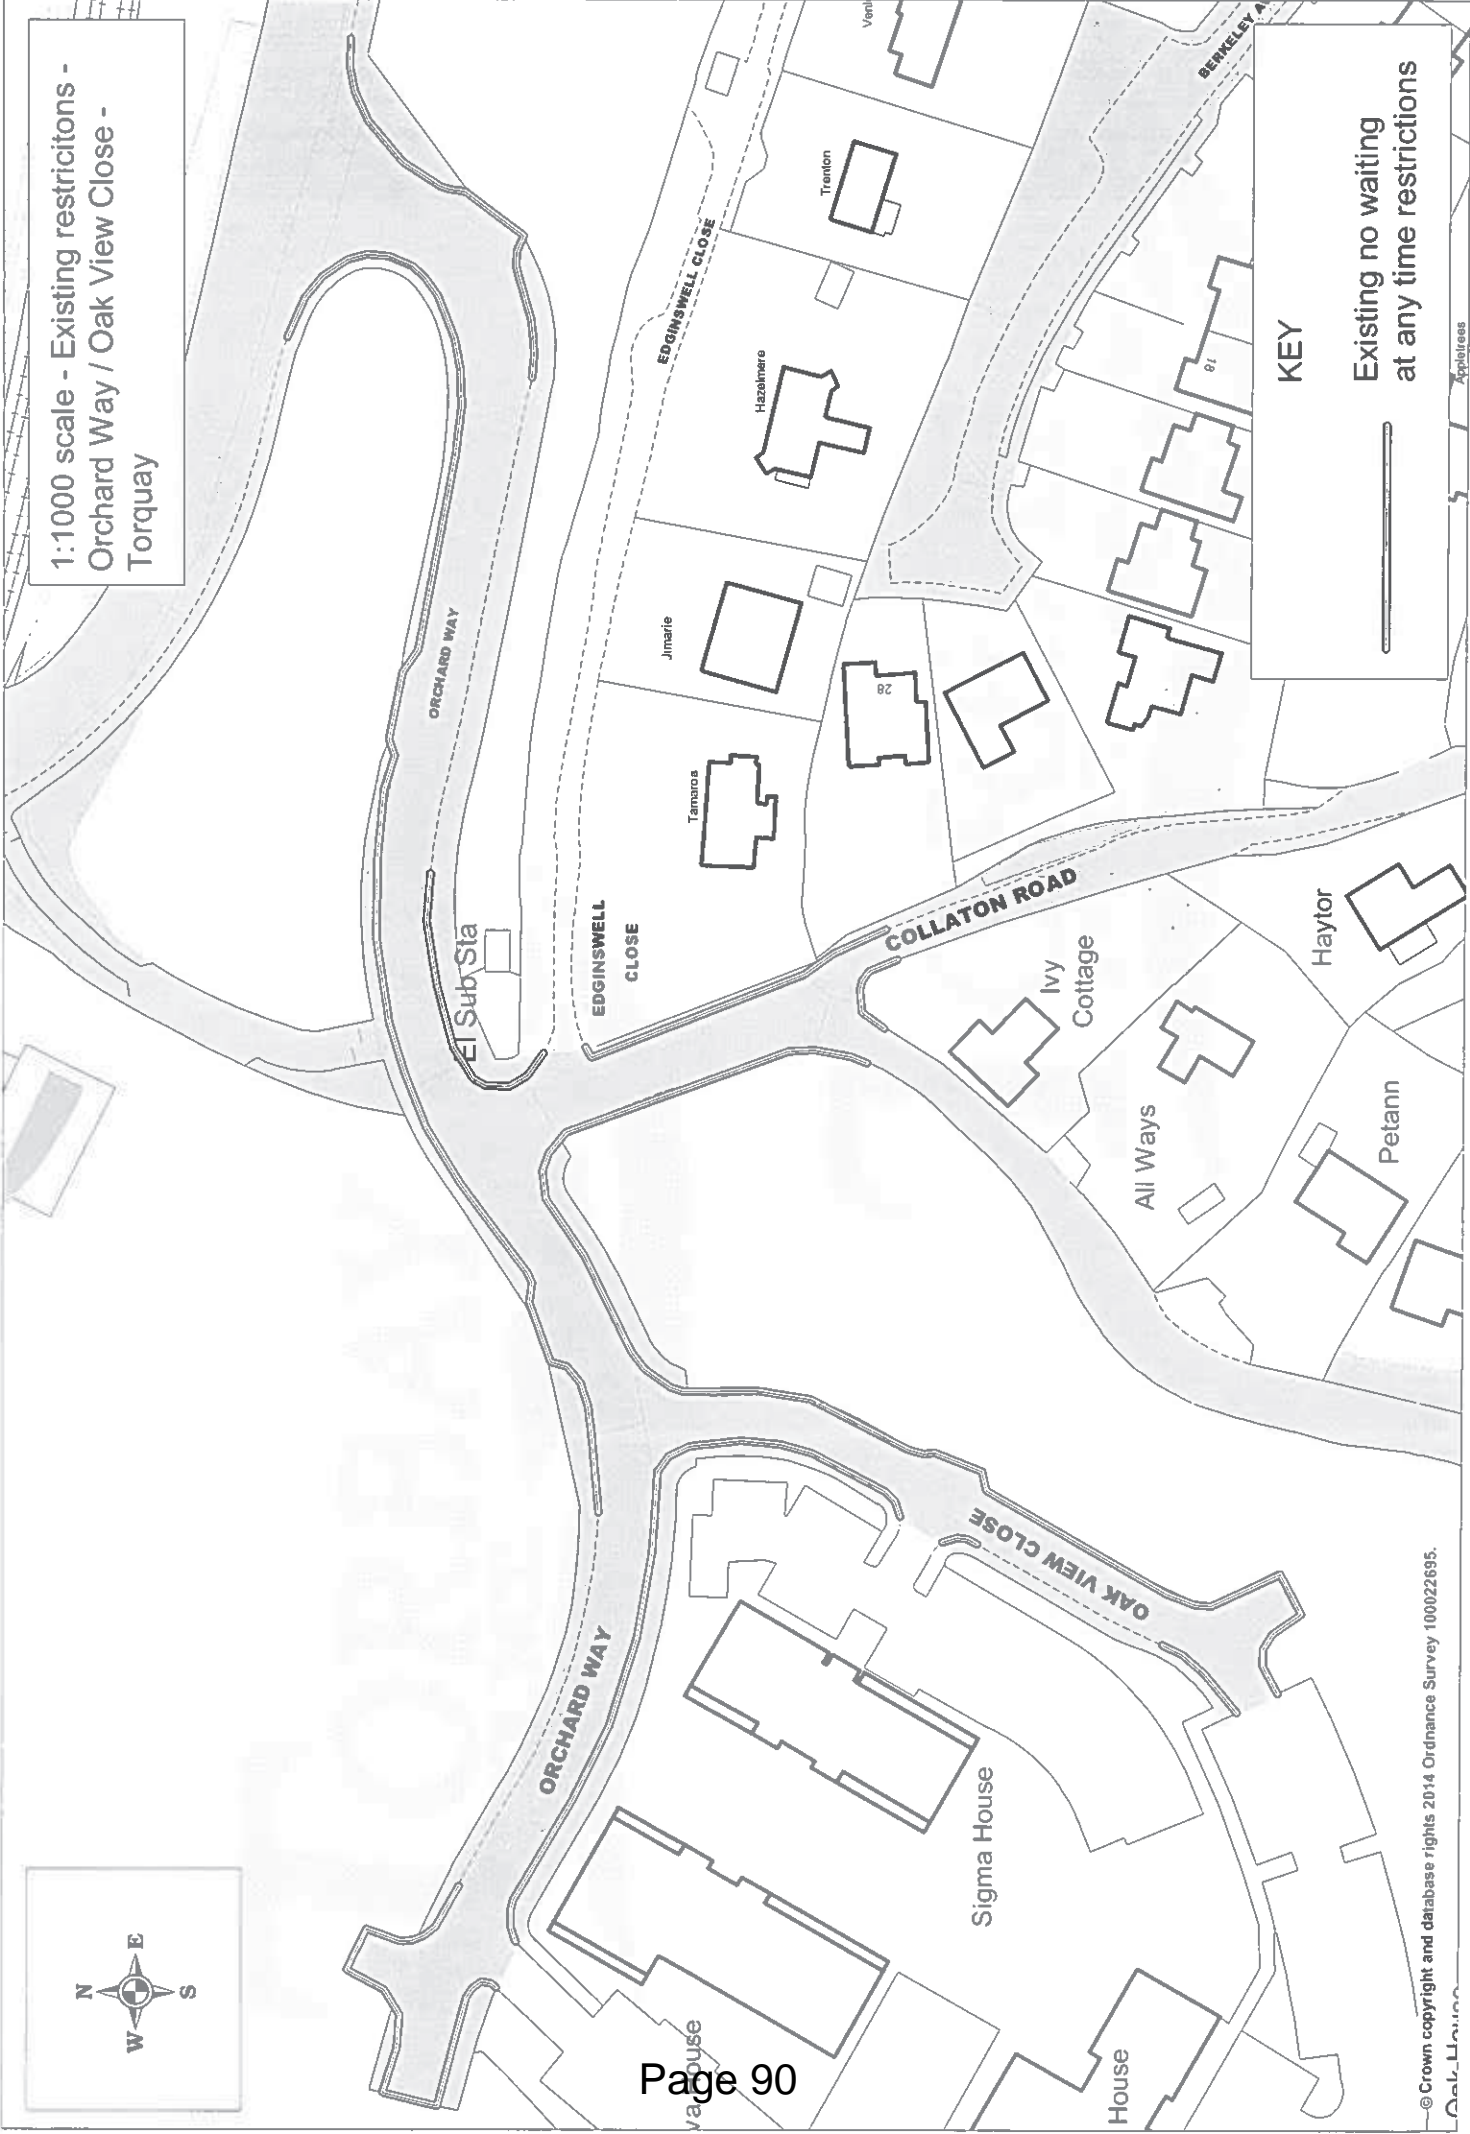 1:1000 scale - Existing restricitons -
Orchard Way / Oak View Close -
Torquay
N
W E
S
ORCHARD WAY
ORCHARD WAY
El Sub Sta
EDGINSWELL CLOSE
EDGINSWELL
CLOSE
Trenton
Hazelmere
Jimarie
Tamaroa
28
18
BERKELEY
COLLATON ROAD
Ivy
Cottage
Haytor
All Ways
Petann
OAK VIEW CLOSE
Sigma House
House
Appletrees
KEY
Existing no waiting
at any time restrictions
© Crown copyright and database rights 2014 Ordnance Survey 100022695.
Page 90